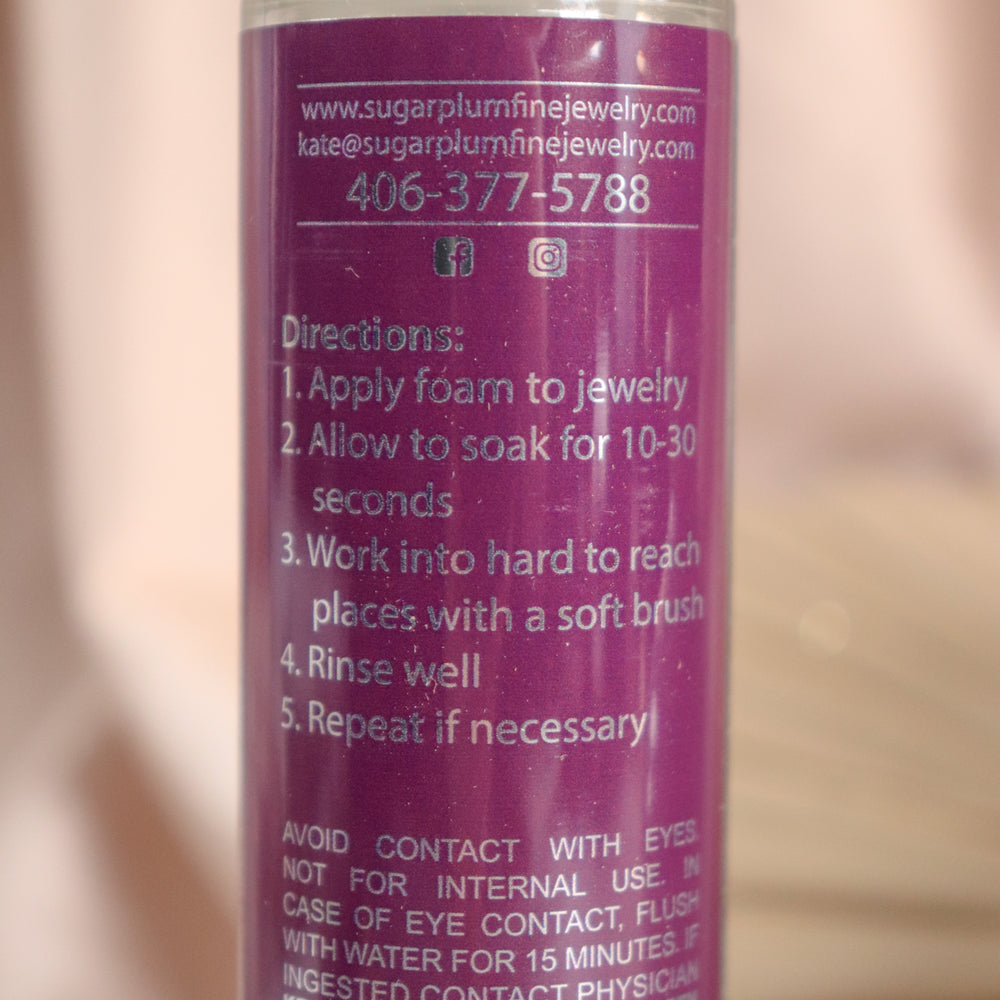 www.sugarplumfinejewelry.com
kate@sugarplumfinejewelry.com
406-377-5788
Directions:
1. Apply foam to jewelry
2. Allow to soak for 10-30
seconds
3. Work into hard to reach
places with a soft brush
4. Rinse well
5. Repeat if necessary
AVOID CONTACT WITH EYES.
NOT FOR INTERNAL USE. IN
CASE OF EYE CONTACT, FLUSH
WITH WATER FOR 15 MINUTES. IF
INGESTED CONTACT PHYSICIAN